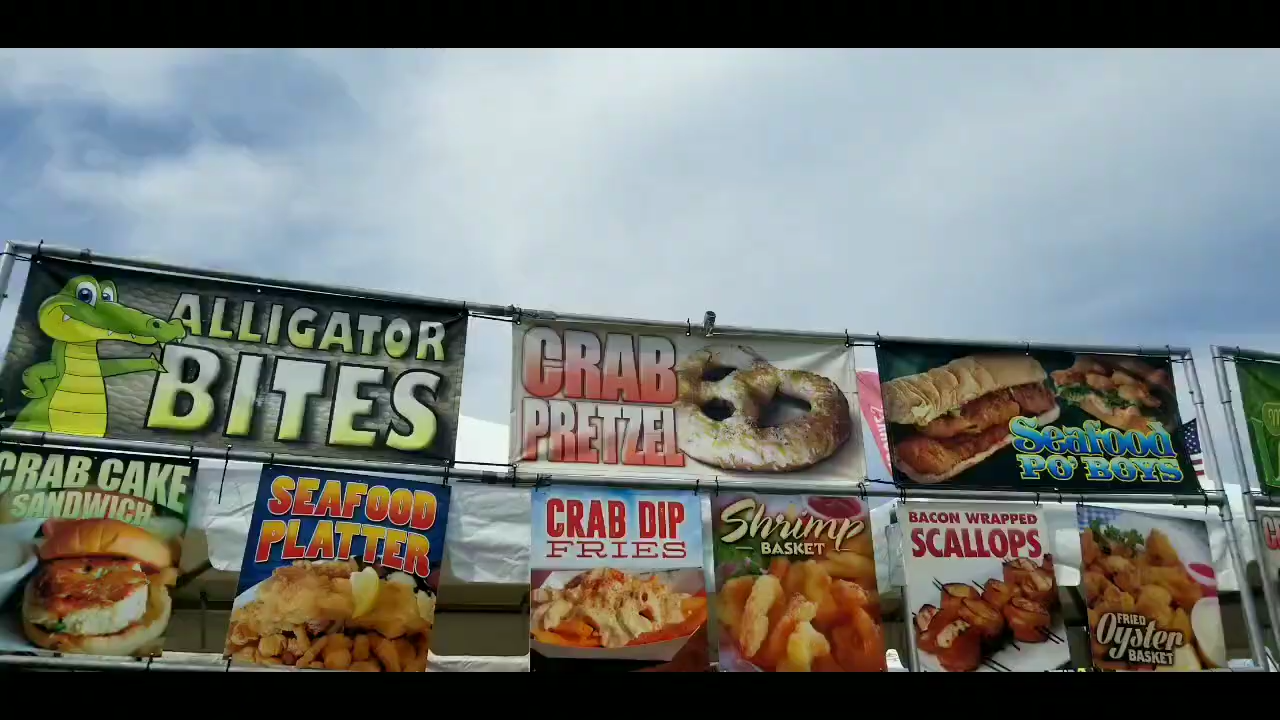 ALLIGATOR
BITES
CRAB
PRETZEL
Seafood
PO' BOYS
CRAB CAKE
SANDWICH
SEAFOOD
PLATTER
CRAB DIP
FRIES
Shrimp
BASKET
BACON WRAPPED
SCALLOPS
FRIED
Oyster
BASKET